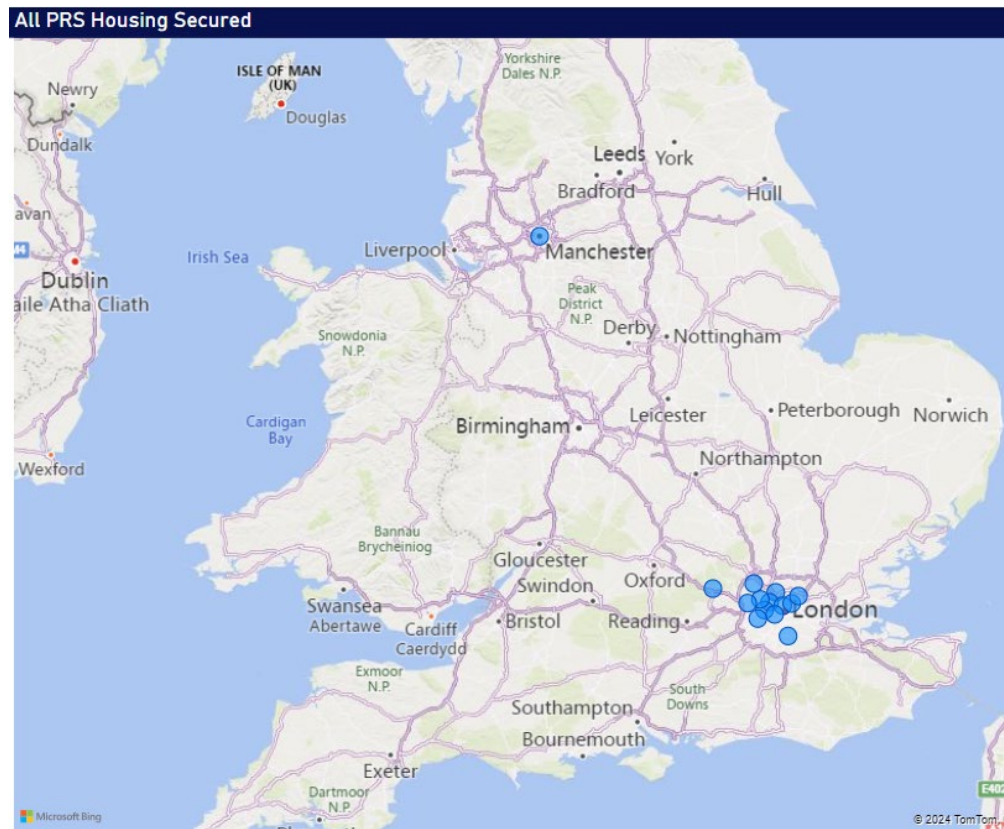 All PRS Housing Secured
Yorkshire
Dales N.P.
ISLE OF MAN
(UK)
Douglas
Newry
Dundalk
Leeds
York
Bradford
Hull
avan
M4
Irish Sea
Liverpool
Manchester
Dublin
aile Atha Cliath
Peak
District
N.P.
Snowdonia
N.P.
Derby
Nottingham
Cardigan
Bay
Birmingham
Leicester
Peterborough
Norwich
Wexford
Northampton
Bannau
Brycheiniog
Gloucester
Swindon
Oxford
Swansea
Abertawe
Cardiff
Caerdydd
Bristol
Reading
London
Exmoor
N.P.
South
Downs
Southampton
Bournemouth
Exeter
Dartmoor
N.P.
E402
Microsoft Bing
© 2024 TomTom